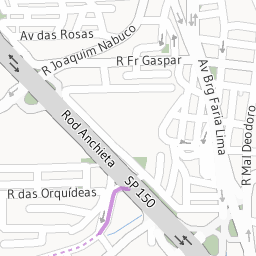 Av das Rosas
R Joaquim Nabuco
R Fr Gaspar
Av Brg Faria Lima
R Mal Deodoro
Rod Anchieta
SP 150
R das Orquídeas